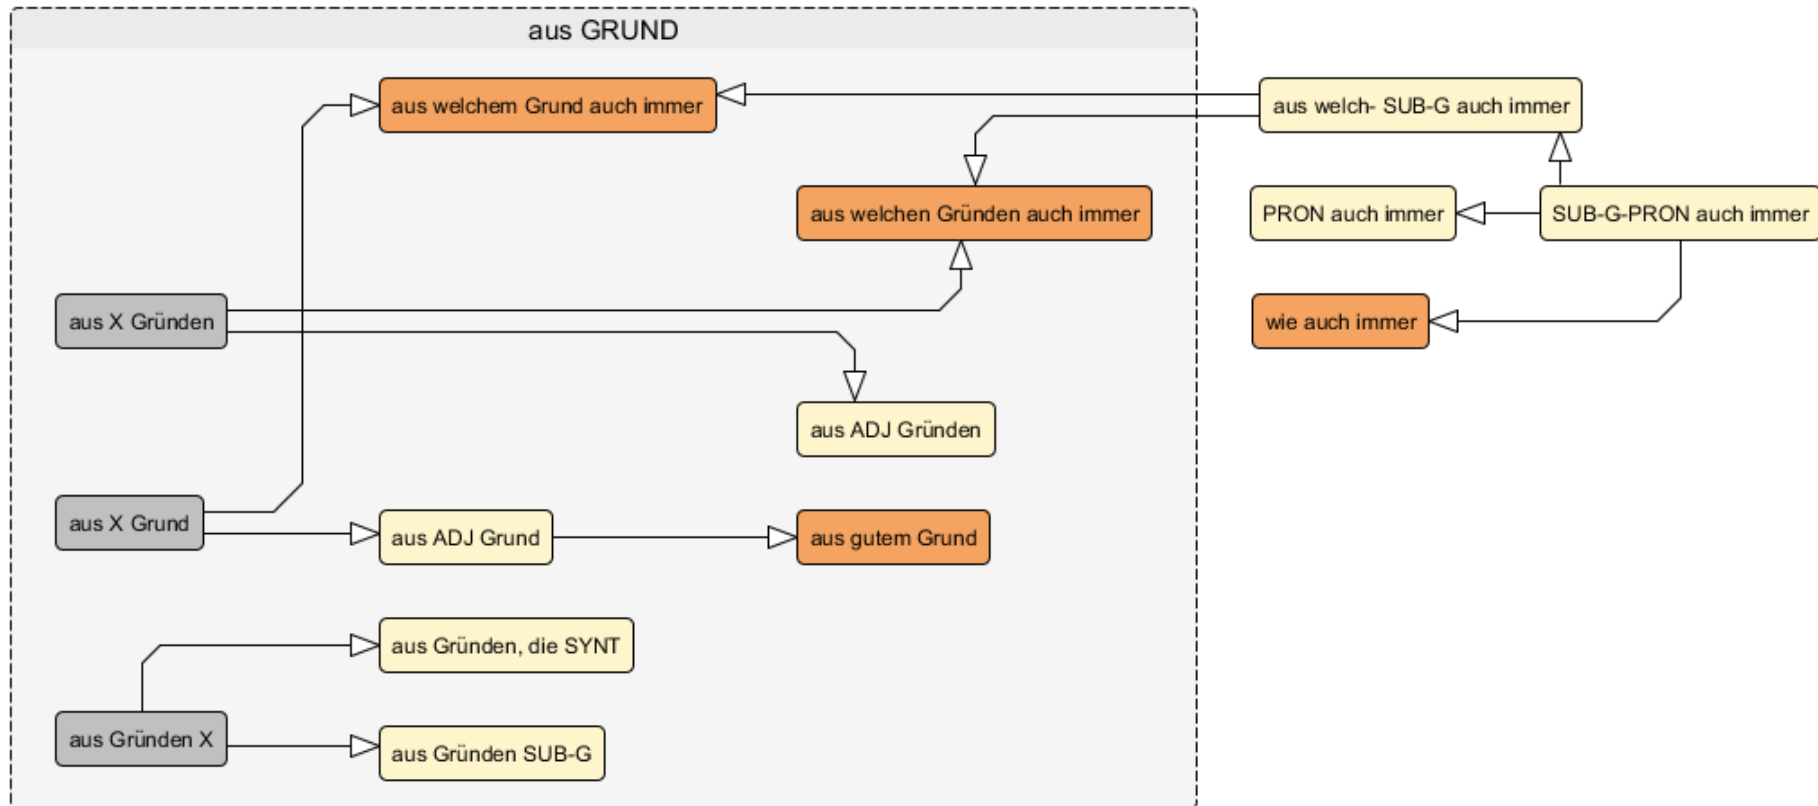 aus GRUND
aus welchem Grund auch immer
aus welch- SUB-G auch immer
aus welchen Gründen auch immer
PRON auch immer
SUB-G-PRON auch immer
aus X Gründen
wie auch immer
aus ADJ Gründen
aus X Grund
aus ADJ Grund
aus gutem Grund
aus Gründen, die SYNT
aus Gründen X
aus Gründen SUB-G